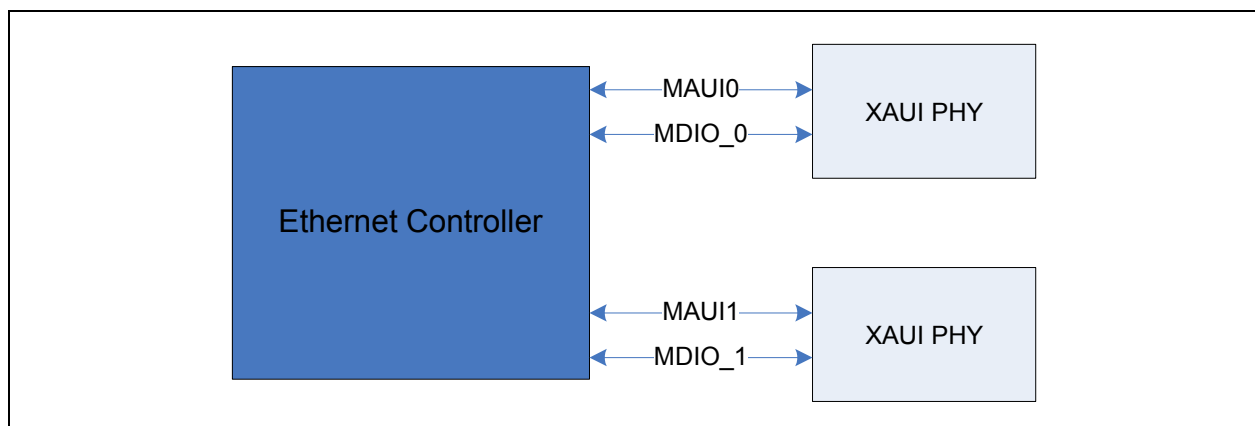 MAUI0
XAUI PHY
MDIO_0
Ethernet Controller
MAUI1
XAUI PHY
MDIO_1